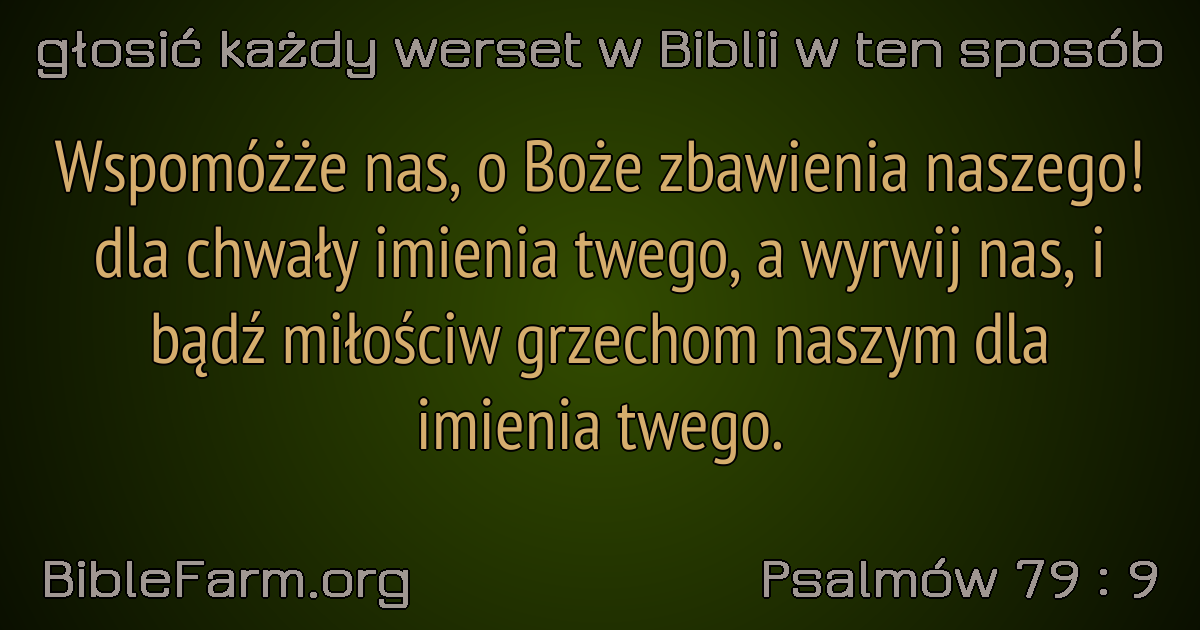 głosić każdy werset w Biblii w ten sposób
Wspomóżże nas, o Boże zbawienia naszego!
dla chwały imienia twego, a wyrwij nas, i
bądź miłościw grzechom naszym dla
imienia twego.
BibleFarm.org
Psalmów 79 : 9